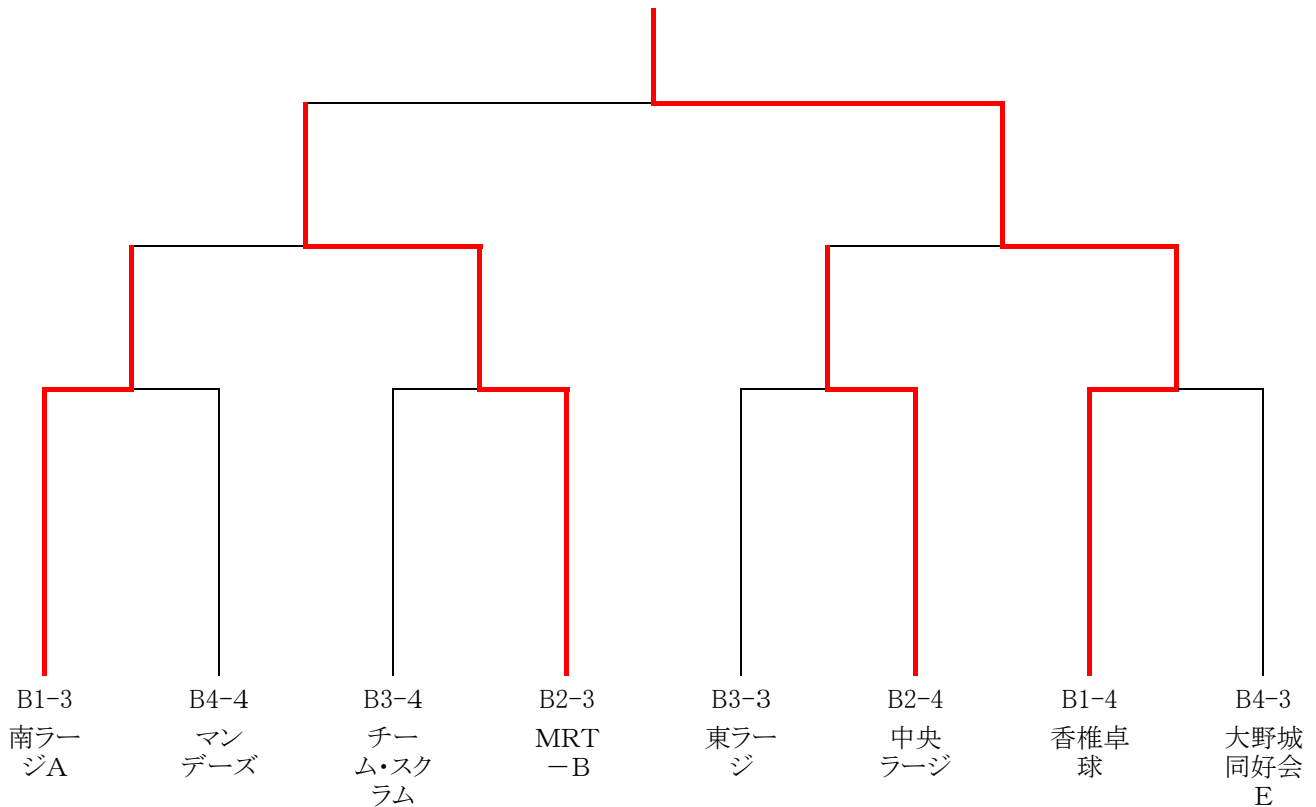 B1-3 B4-4 B3-4 B2-3 B3-3 B2-4 B1-4 B4-3
南ラー
ジA
マン
デーズ
チー
ム・スク
ラム
MRT
－B
東ラー
ジ
中央
ラージ
香椎卓
球
大野城
同好会
E